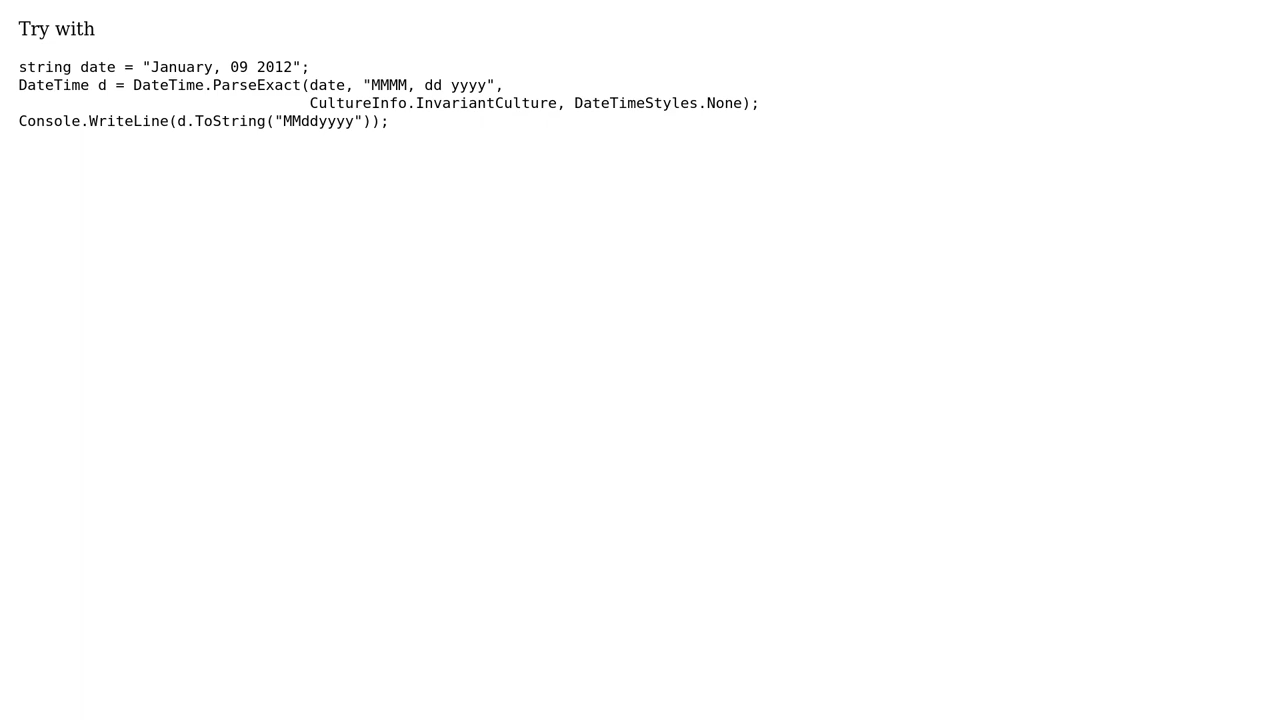 Try with
string date = "January, 09 2012";
DateTime d = DateTime.ParseExact(date, "MMMM, dd yyyy",
                                 CultureInfo.InvariantCulture, DateTimeStyles.None);
Console.WriteLine(d.ToString("MMddyyyy"));